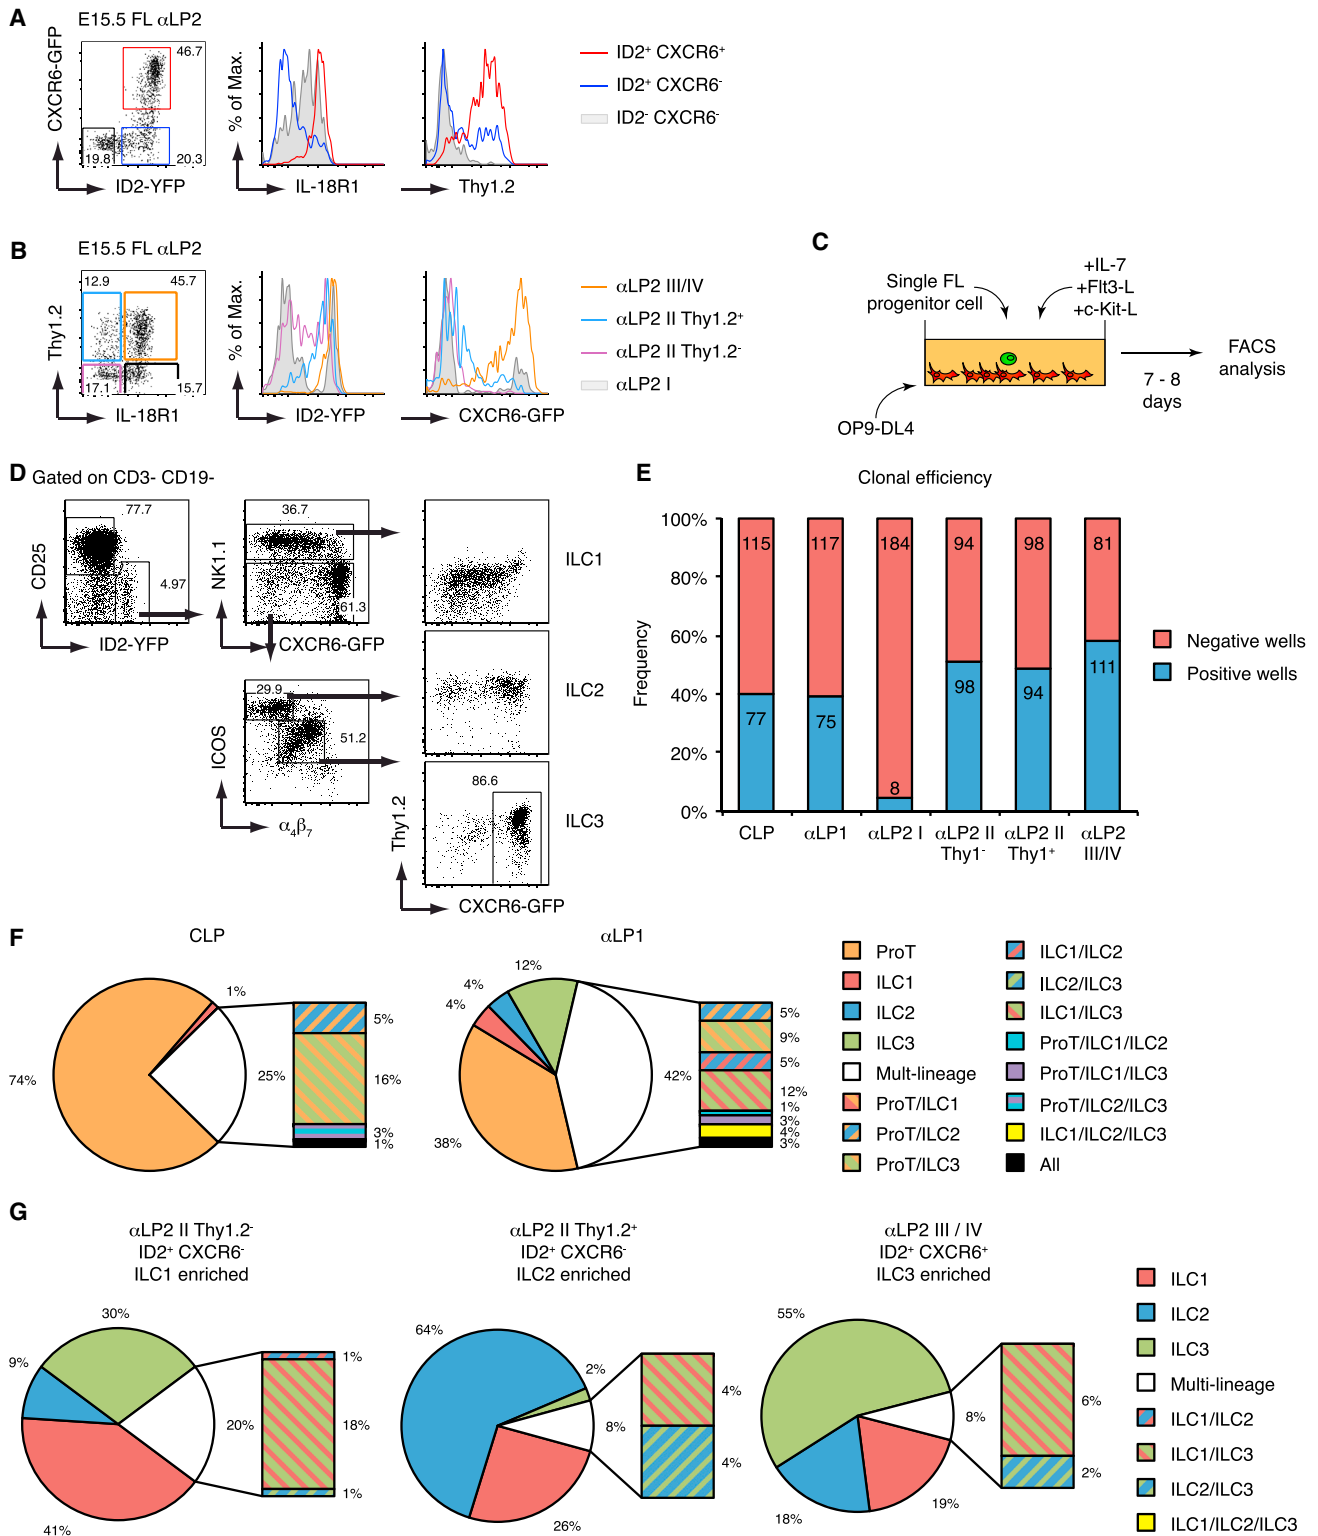 A
E15.5 FL αLP2
CXCR6-GFP
46.7
19.8
20.3
ID2-YFP
% of Max.
IL-18R1
Thy1.2
ID2⁺ CXCR6⁺
ID2⁺ CXCR6⁻
ID2⁻ CXCR6⁻
B
E15.5 FL αLP2
Thy1.2
12.9
45.7
17.1
15.7
IL-18R1
% of Max.
ID2-YFP
CXCR6-GFP
αLP2 III/IV
αLP2 II Thy1.2⁺
αLP2 II Thy1.2⁻
αLP2 I
C
Single FL
progenitor cell
+IL-7
+Flt3-L
+c-Kit-L
OP9-DL4
7 - 8
days
FACS
analysis
D
Gated on CD3- CD19-
CD25
77.7
4.97
ID2-YFP
NK1.1
36.7
61.3
CXCR6-GFP
ICOS
29.9
51.2
α₄β₇
ILC1
ILC2
ILC3
Thy1.2
86.6
CXCR6-GFP
E
Clonal efficiency
Frequency
100%
80%
60%
40%
20%
0%
115
117
184
94
98
81
77
75
8
98
94
111
CLP
αLP1
αLP2 I
αLP2 II
Thy1⁻
αLP2 II
Thy1⁺
αLP2
III/IV
Negative wells
Positive wells
F
CLP
74%
1%
25%
5%
16%
3%
1%
αLP1
38%
4%
4%
12%
42%
5%
9%
5%
12%
1%
3%
4%
3%
ProT
ILC1
ILC2
ILC3
Mult-lineage
ProT/ILC1
ProT/ILC2
ProT/ILC3
ILC1/ILC2
ILC2/ILC3
ILC1/ILC3
ProT/ILC1/ILC2
ProT/ILC1/ILC3
ProT/ILC2/ILC3
ILC1/ILC2/ILC3
All
G
αLP2 II Thy1.2⁻
ID2⁺ CXCR6⁻
ILC1 enriched
30%
9%
41%
20%
1%
18%
1%
αLP2 II Thy1.2⁺
ID2⁺ CXCR6⁻
ILC2 enriched
64%
2%
8%
26%
4%
4%
αLP2 III / IV
ID2⁺ CXCR6⁺
ILC3 enriched
55%
8%
18%
19%
6%
2%
ILC1
ILC2
ILC3
Multi-lineage
ILC1/ILC2
ILC1/ILC3
ILC2/ILC3
ILC1/ILC2/ILC3